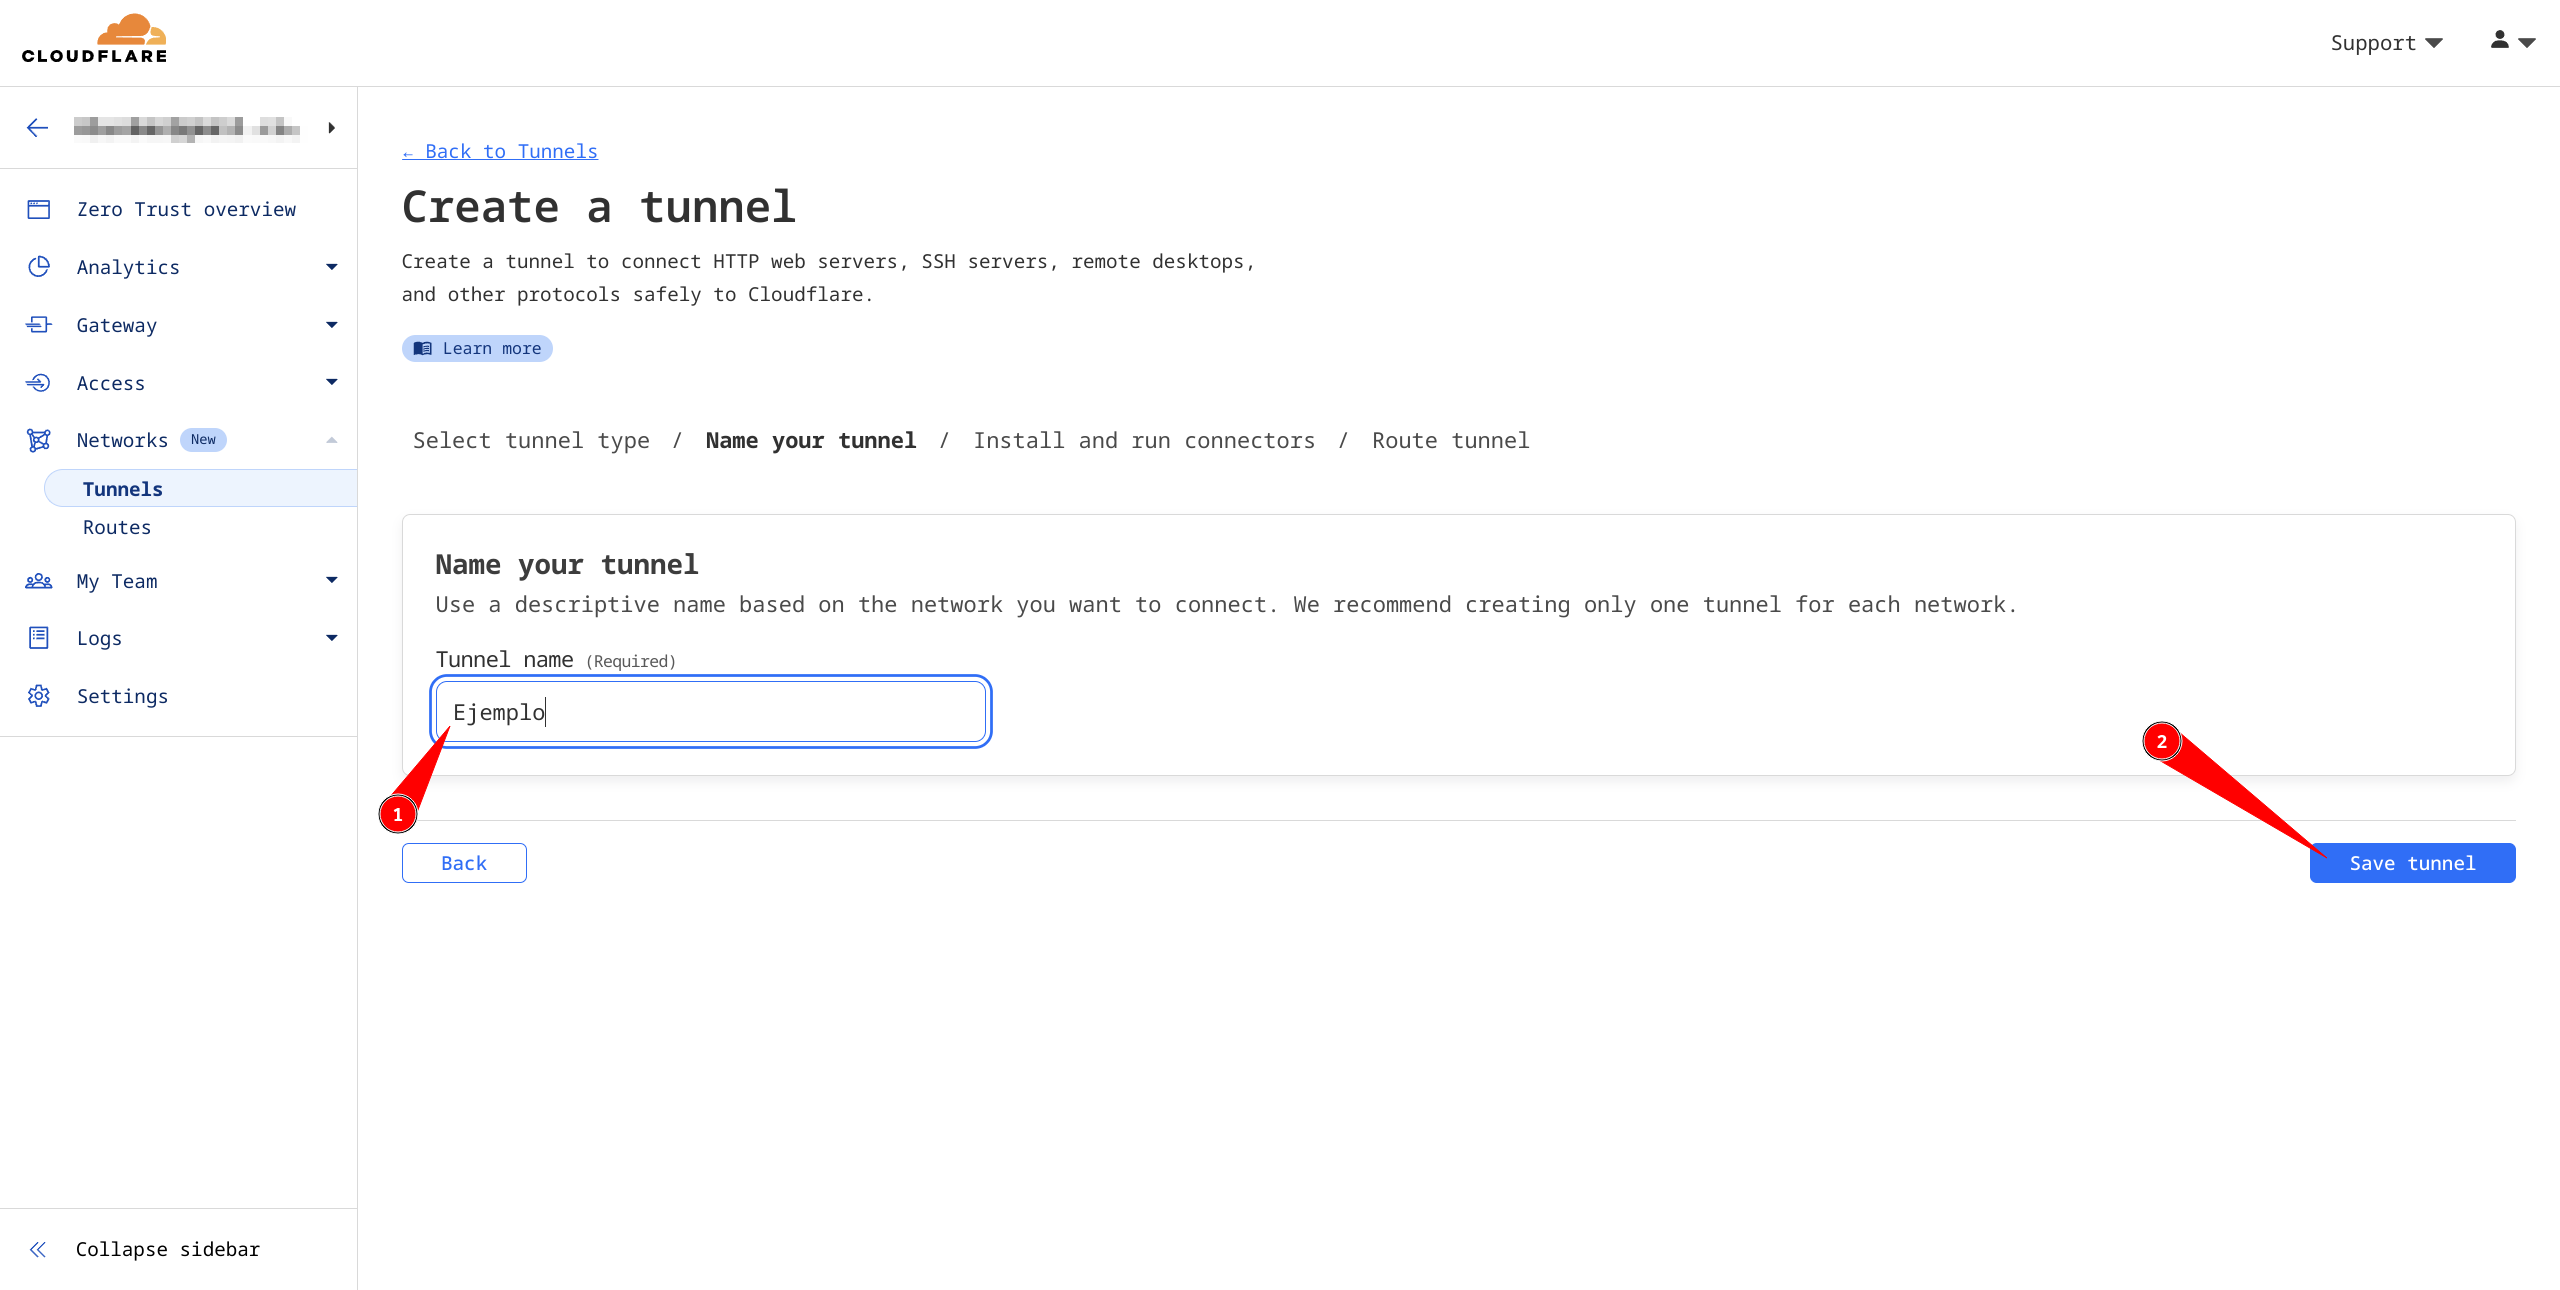 CLOUDFLARE
Support
Zero Trust overview
Analytics
Gateway
Access
Networks New
Tunnels
Routes
My Team
Logs
Settings
Collapse sidebar
← Back to Tunnels
Create a tunnel
Create a tunnel to connect HTTP web servers, SSH servers, remote desktops,
and other protocols safely to Cloudflare.
Learn more
Select tunnel type / Name your tunnel / Install and run connectors / Route tunnel
Name your tunnel
Use a descriptive name based on the network you want to connect. We recommend creating only one tunnel for each network.
Tunnel name (Required)
Ejemplo
1
2
Back
Save tunnel